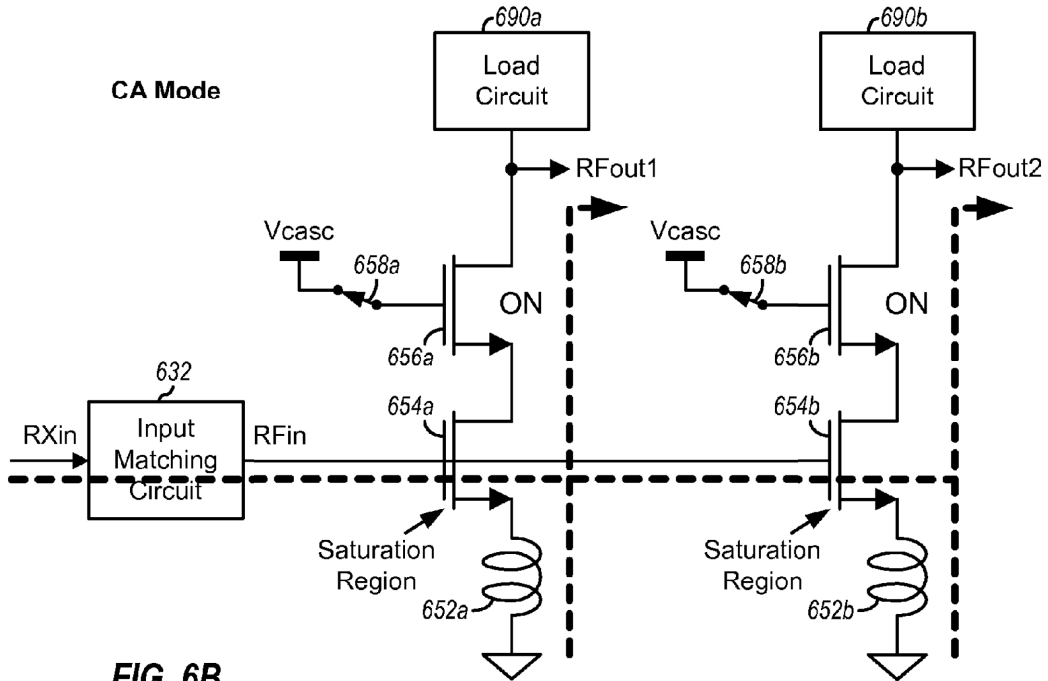 690a
690b
Load
Circuit
Load
Circuit
CA Mode
RFout1
RFout2
Vcasc
658a
Vcasc
658b
ON
ON
656a
656b
632
654a
654b
RXin
Input
Matching
Circuit
RFin
Saturation
Region
Saturation
Region
652a
652b
FIG. 6B